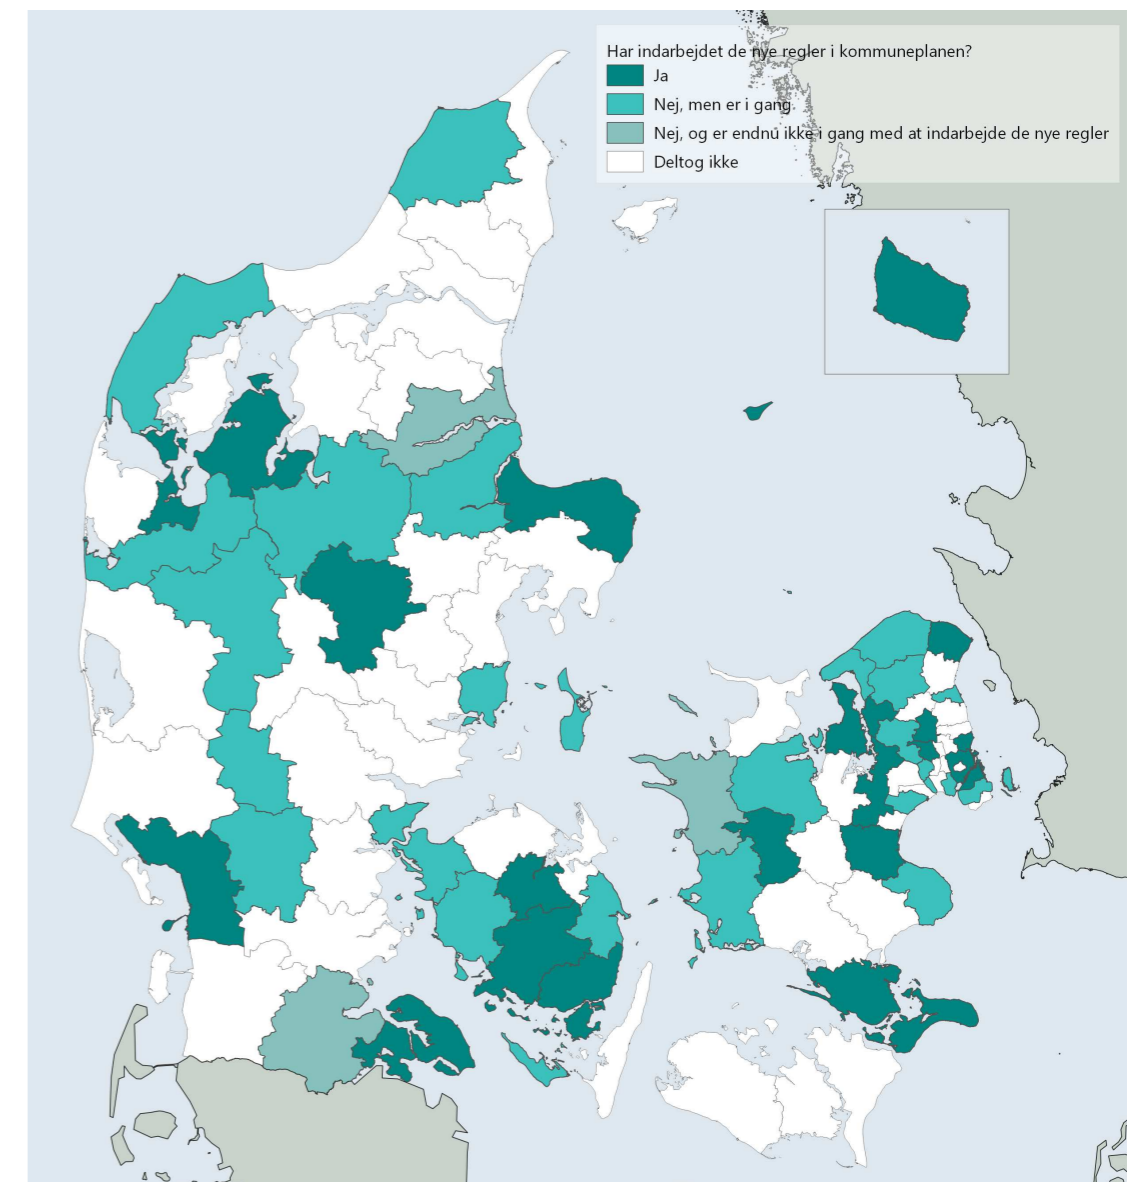 Har indarbejdet de nye regler i kommuneplanen?
Ja
Nej, men er i gang
Nej, og er endnu ikke i gang med at indarbejde de nye regler
Deltog ikke